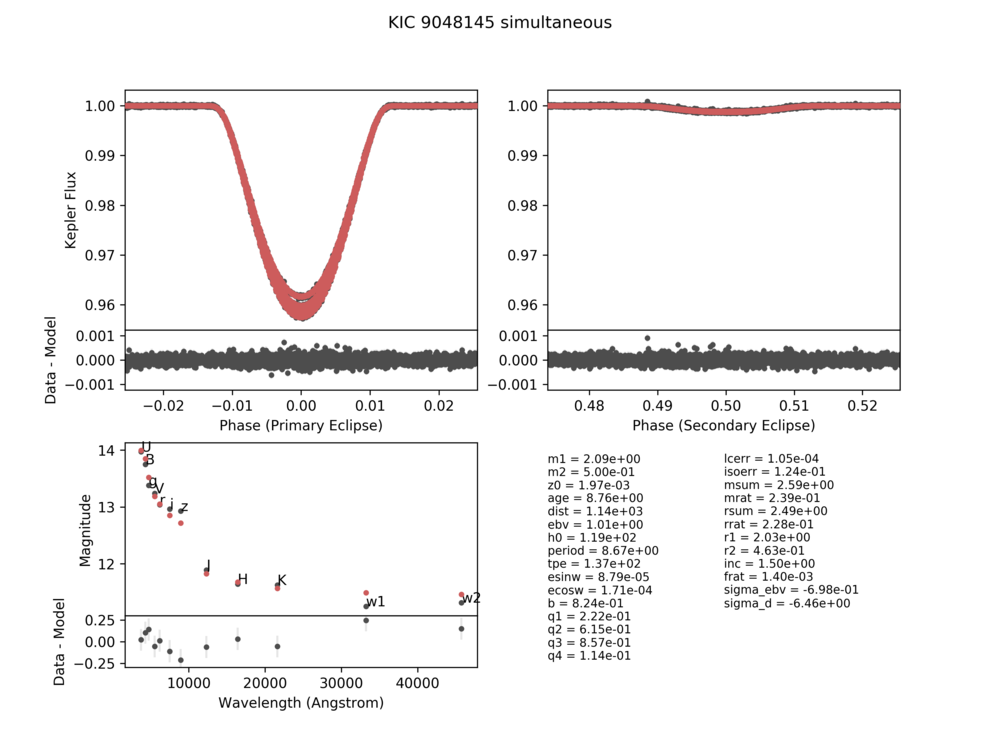 KIC 9048145 simultaneous
Kepler Flux
1.00
0.99
0.98
0.97
0.96
1.00
0.99
0.98
0.97
0.96
Data - Model
0.001
0.000
−0.001
0.001
0.000
−0.001
−0.02 −0.01 0.00 0.01 0.02
0.48 0.49 0.50 0.51 0.52
Phase (Primary Eclipse)
Phase (Secondary Eclipse)
Magnitude
14
13
12
U
B
g
V
r
i
z
J
H
K
w1
w2
Data - Model
0.25
0.00
−0.25
10000 20000 30000 40000
Wavelength (Angstrom)
m1 = 2.09e+00
m2 = 5.00e-01
z0 = 1.97e-03
age = 8.76e+00
dist = 1.14e+03
ebv = 1.01e+00
h0 = 1.19e+02
period = 8.67e+00
tpe = 1.37e+02
esinw = 8.79e-05
ecosw = 1.71e-04
b = 8.24e-01
q1 = 2.22e-01
q2 = 6.15e-01
q3 = 8.57e-01
q4 = 1.14e-01
lcerr = 1.05e-04
isoerr = 1.24e-01
msum = 2.59e+00
mrat = 2.39e-01
rsum = 2.49e+00
rrat = 2.28e-01
r1 = 2.03e+00
r2 = 4.63e-01
inc = 1.50e+00
frat = 1.40e-03
sigma_ebv = -6.98e-01
sigma_d = -6.46e+00